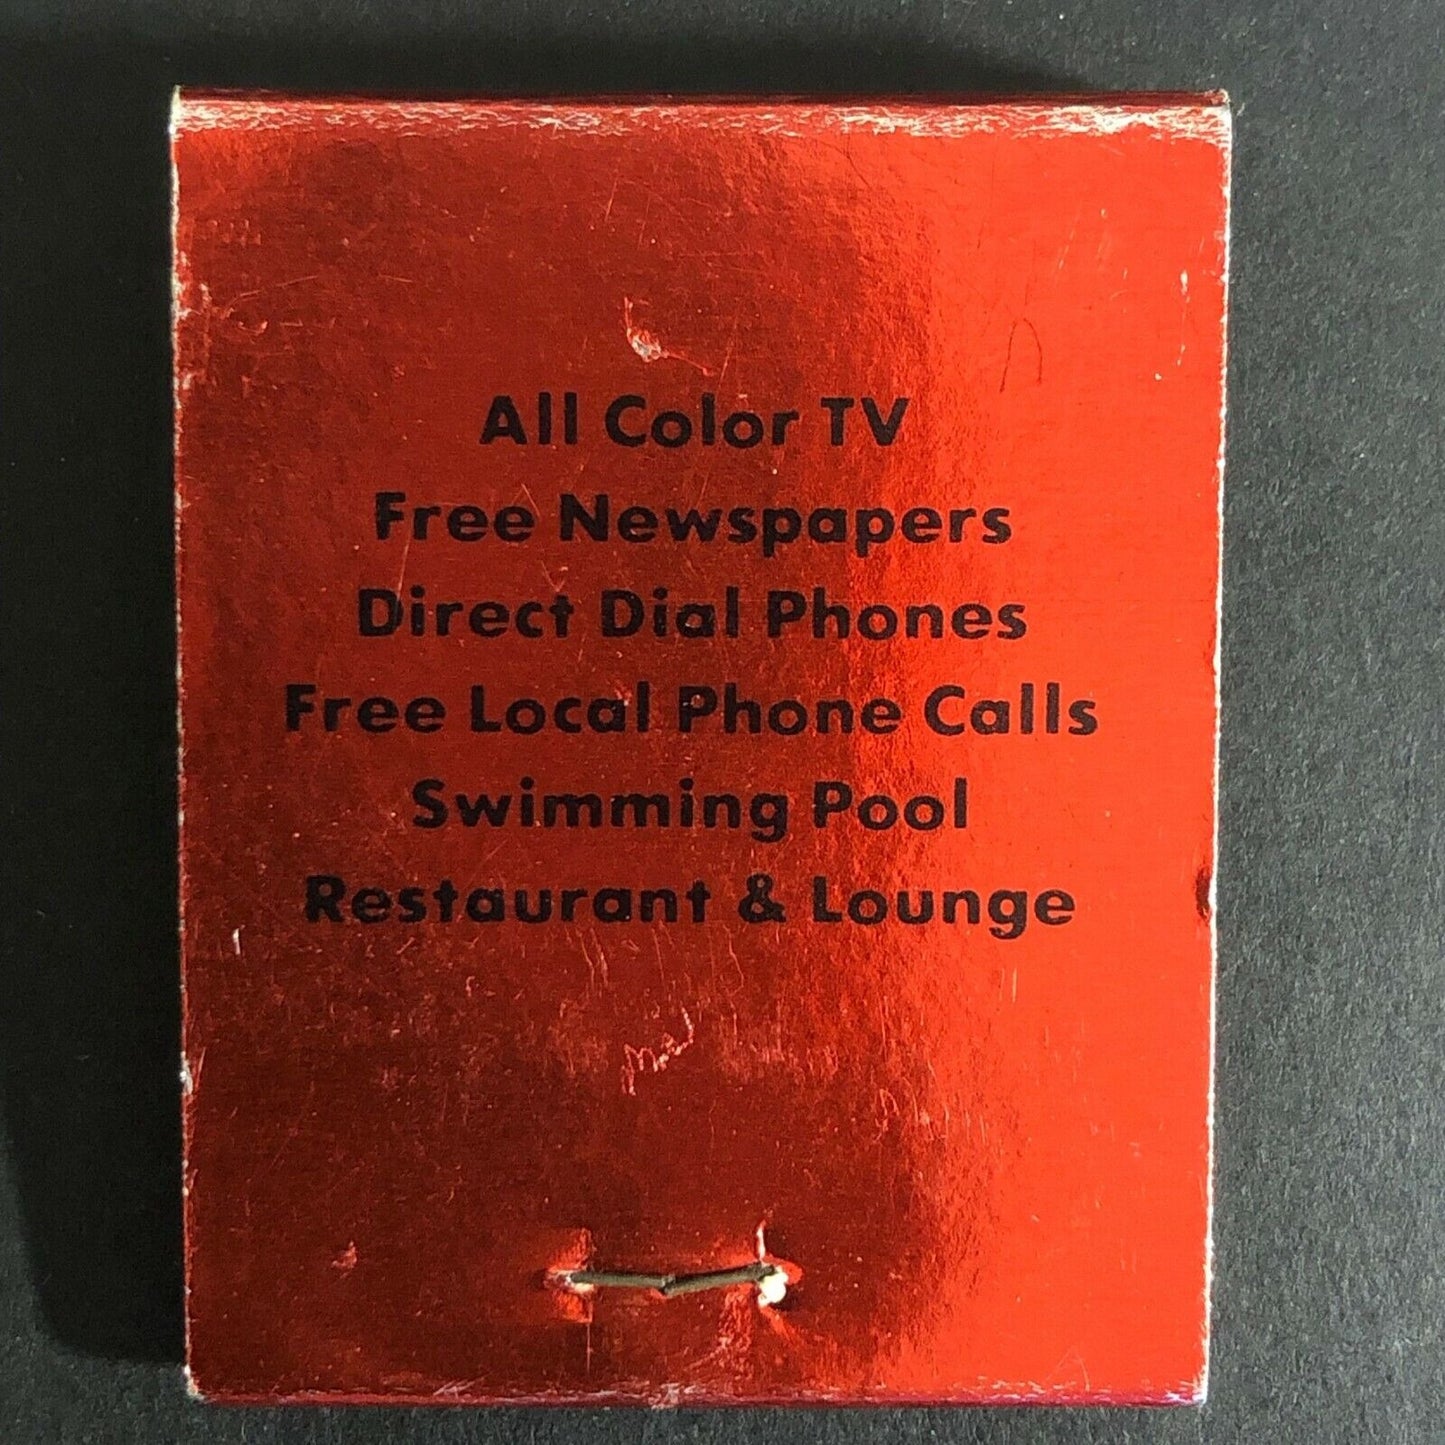 All Color TV
Free Newspapers
Direct Dial Phones
Free Local Phone Calls
Swimming Pool
Restaurant & Lounge